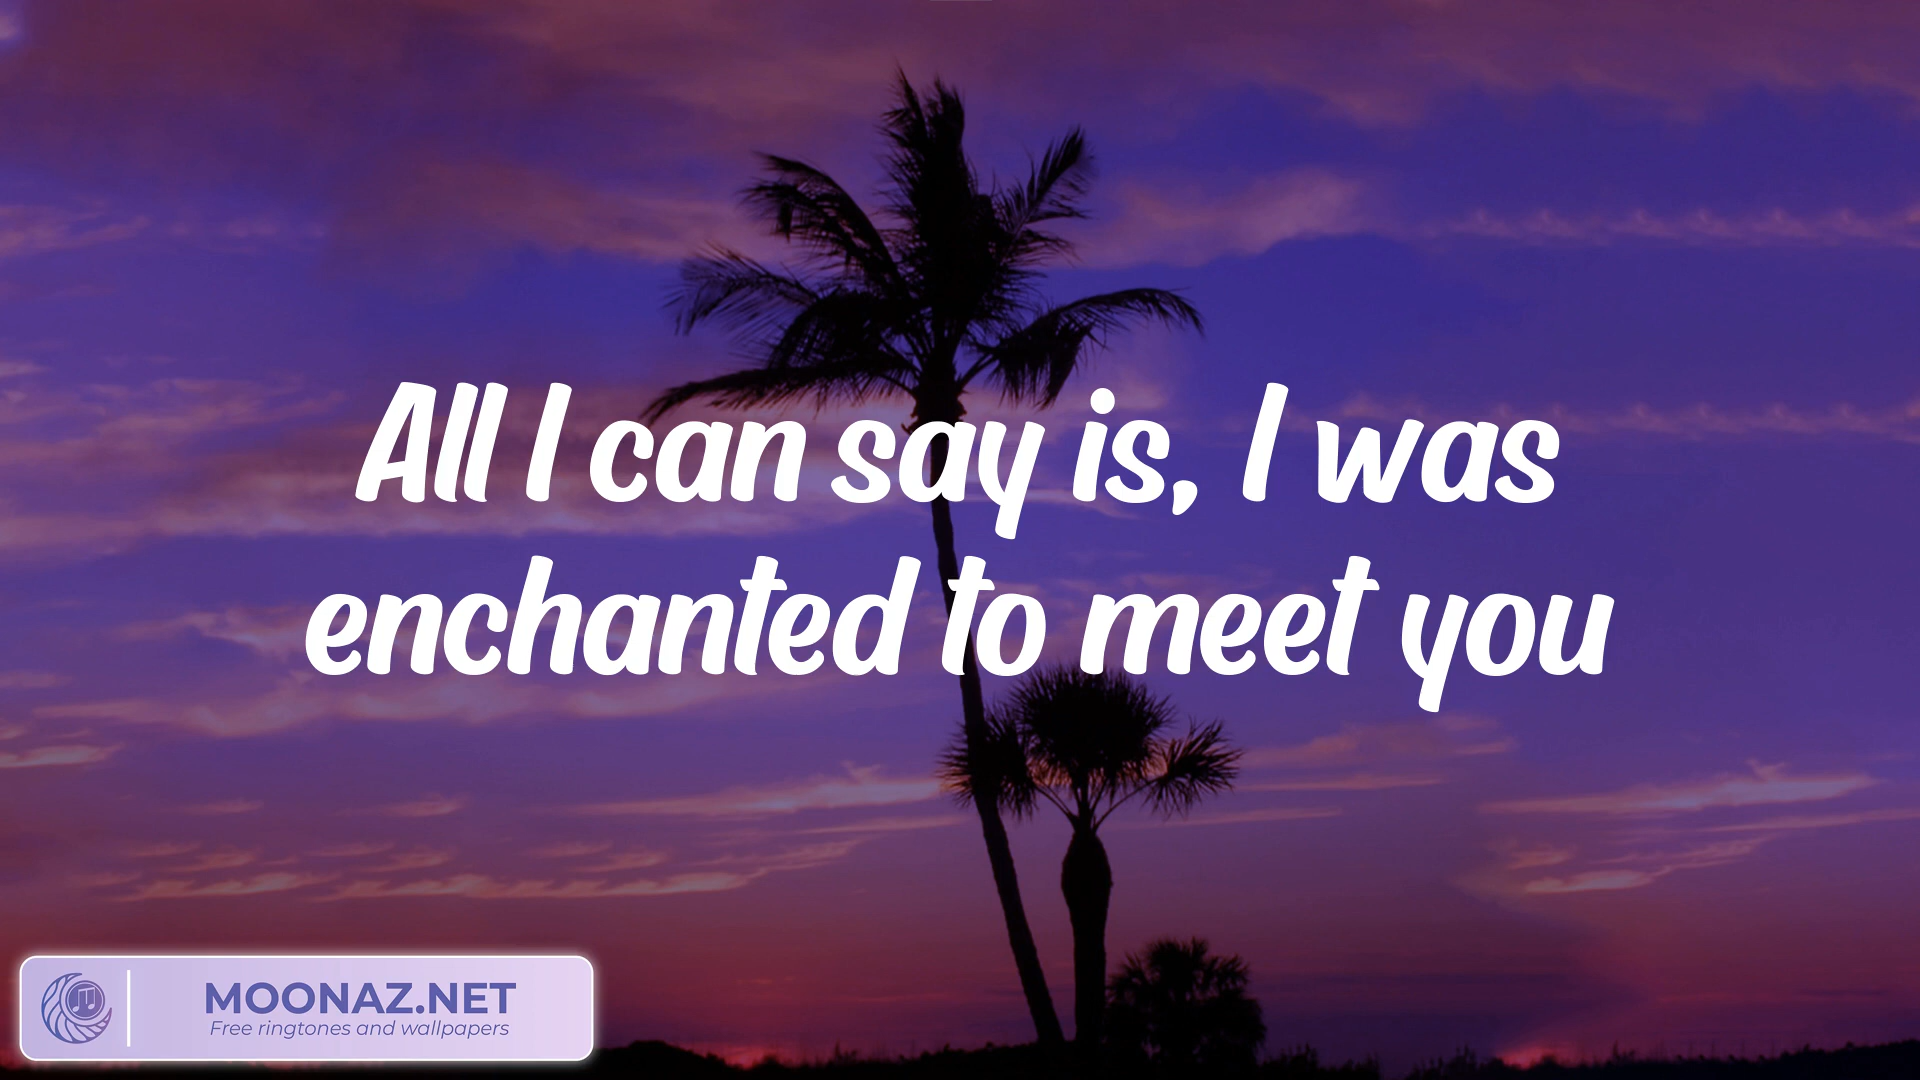 All I can say is, I was
enchanted to meet you
MOONAZ.NET
Free ringtones and wallpapers